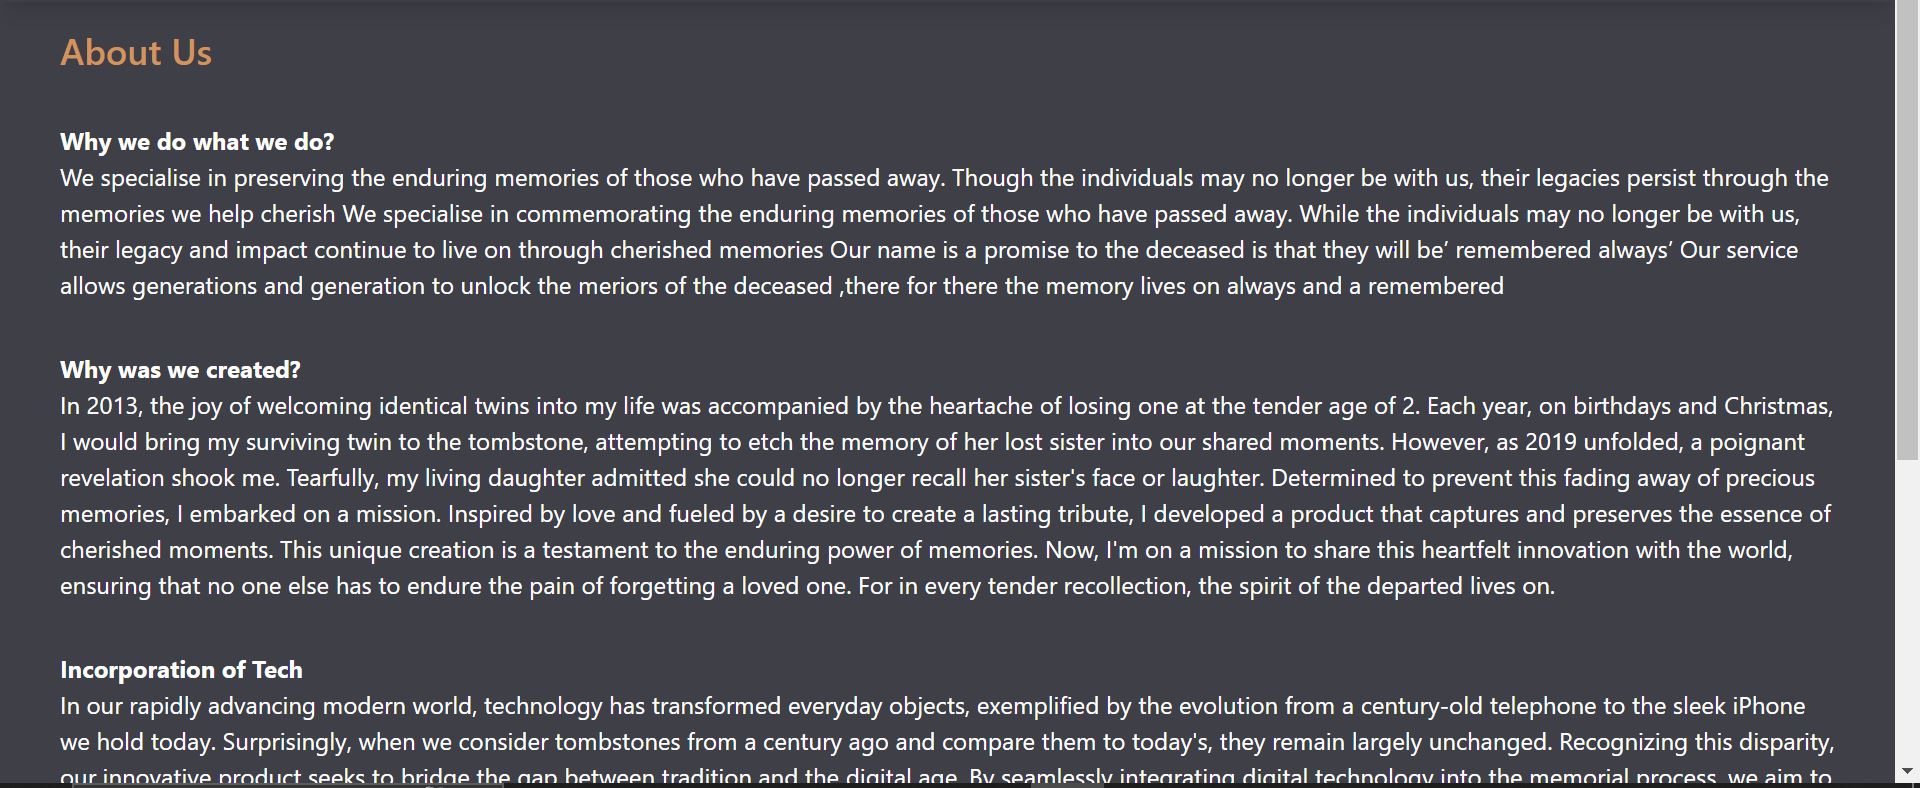 About Us
Why we do what we do?
We specialise in preserving the enduring memories of those who have passed away. Though the individuals may no longer be with us, their legacies persist through the
memories we help cherish We specialise in commemorating the enduring memories of those who have passed away. While the individuals may no longer be with us,
their legacy and impact continue to live on through cherished memories Our name is a promise to the deceased is that they will be’ remembered always’ Our service
allows generations and generation to unlock the meriors of the deceased ,there for there the memory lives on always and a remembered
Why was we created?
In 2013, the joy of welcoming identical twins into my life was accompanied by the heartache of losing one at the tender age of 2. Each year, on birthdays and Christmas,
I would bring my surviving twin to the tombstone, attempting to etch the memory of her lost sister into our shared moments. However, as 2019 unfolded, a poignant
revelation shook me. Tearfully, my living daughter admitted she could no longer recall her sister's face or laughter. Determined to prevent this fading away of precious
memories, I embarked on a mission. Inspired by love and fueled by a desire to create a lasting tribute, I developed a product that captures and preserves the essence of
cherished moments. This unique creation is a testament to the enduring power of memories. Now, I'm on a mission to share this heartfelt innovation with the world,
ensuring that no one else has to endure the pain of forgetting a loved one. For in every tender recollection, the spirit of the departed lives on.
Incorporation of Tech
In our rapidly advancing modern world, technology has transformed everyday objects, exemplified by the evolution from a century-old telephone to the sleek iPhone
we hold today. Surprisingly, when we consider tombstones from a century ago and compare them to today's, they remain largely unchanged. Recognizing this disparity,
our innovative product seeks to bridge the gap between tradition and the digital age. By seamlessly integrating digital technology into the memorial process, we aim to